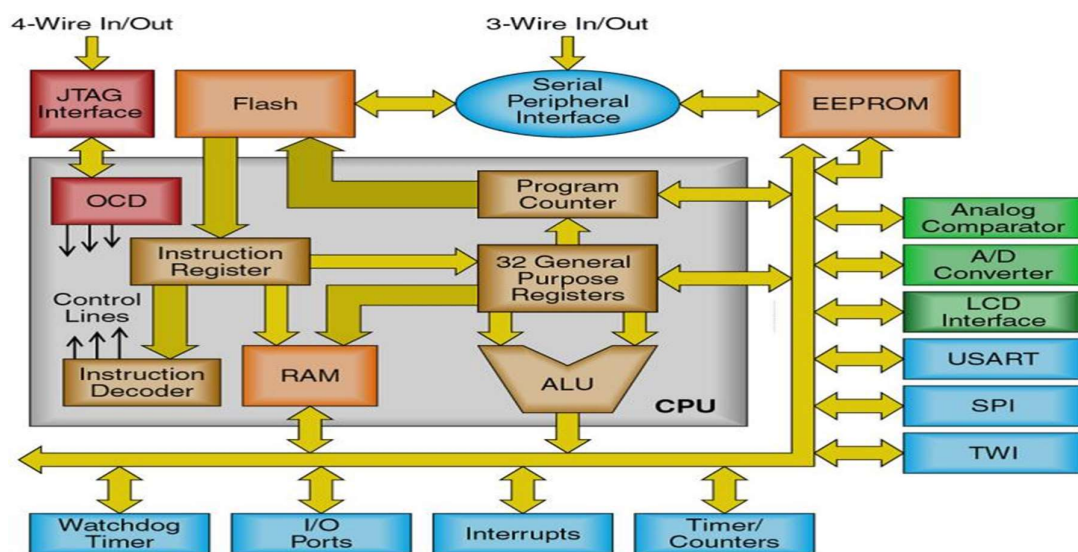 4-Wire In/Out
3-Wire In/Out
JTAG
Interface
Flash
Serial
Peripheral
Interface
EEPROM
OCD
Program
Counter
Analog
Comparator
Instruction
Register
32 General
Purpose
Registers
A/D
Converter
Control
Lines
LCD
Interface
Instruction
Decoder
RAM
ALU
CPU
USART
SPI
TWI
Watchdog
Timer
I/O
Ports
Interrupts
Timer/
Counters